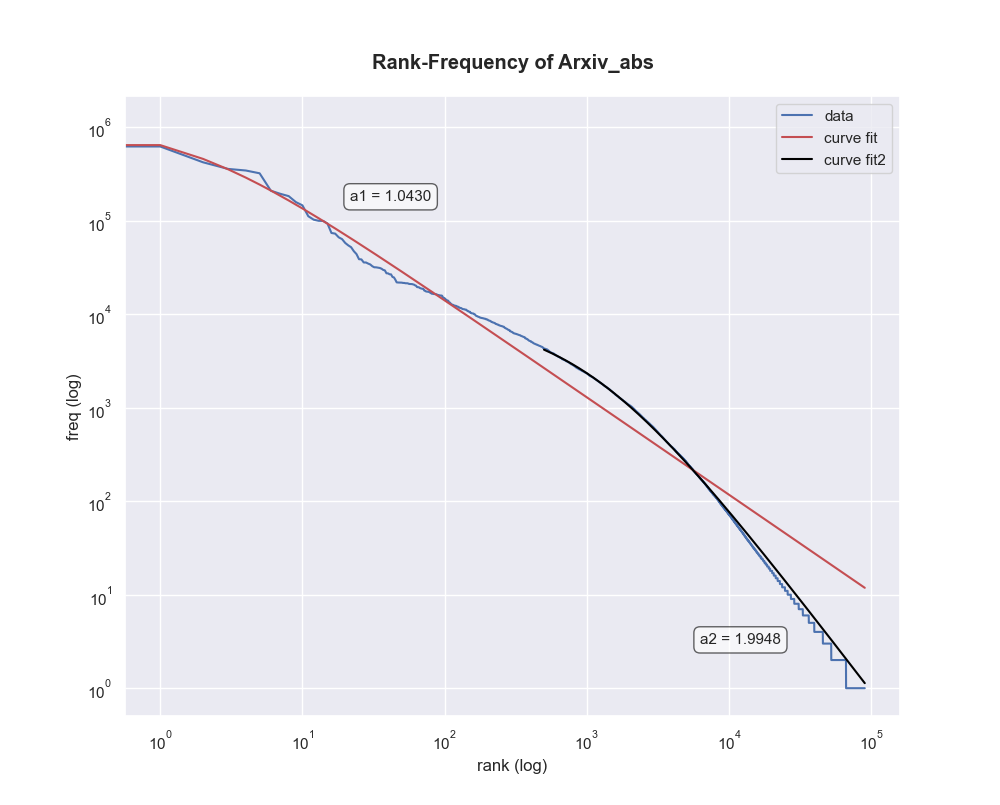 Rank-Frequency of Arxiv_abs
data
curve fit
curve fit2
a1 = 1.0430
a2 = 1.9948
freq (log)
10^6
10^5
10^4
10^3
10^2
10^1
10^0
10^0 10^1 10^2 10^3 10^4 10^5
rank (log)